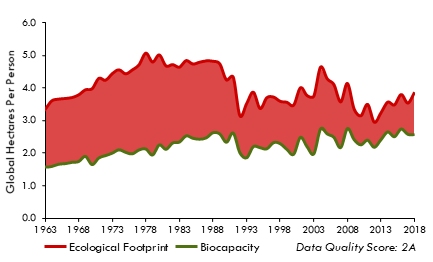 6.0
5.0
4.0
3.0
2.0
1.0
0.0
Global Hectares Per Person
1963 1968 1973 1978 1983 1988 1993 1998 2003 2008 2013 2018
Ecological Footprint Biocapacity Data Quality Score: 2A